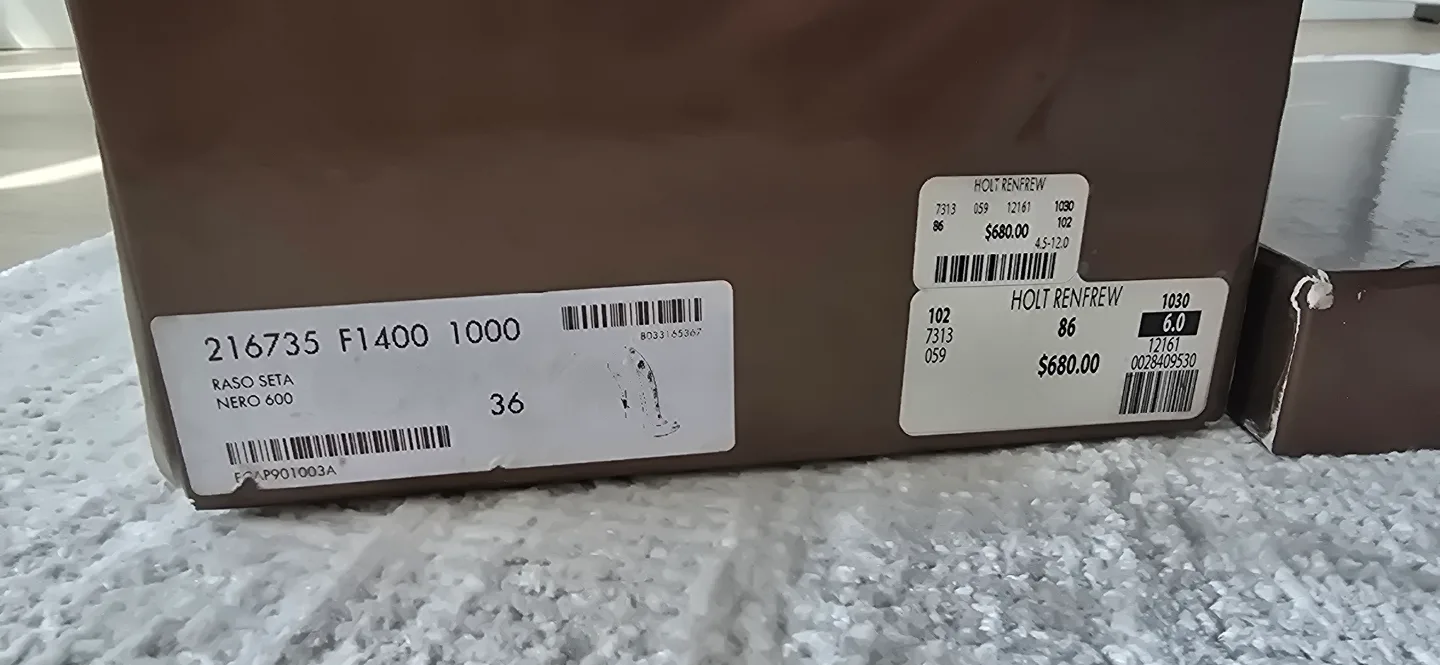 216735 F1400 1000
8033165367
RASO SETA
NERO 600
36
HOLT RENFREW
7313 059 12161 1030
86 102
$680.00
4.5-12.0
HOLT RENFREW
102 1030
7313 86 6.0
059 12161
$680.00 0028409530